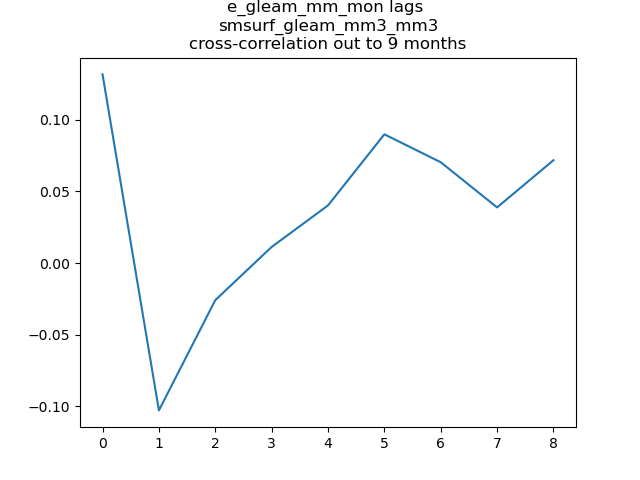 e_gleam_mm_mon lags
smsurf_gleam_mm3_mm3
cross-correlation out to 9 months
0.10
0.05
0.00
−0.05
−0.10
0 1 2 3 4 5 6 7 8